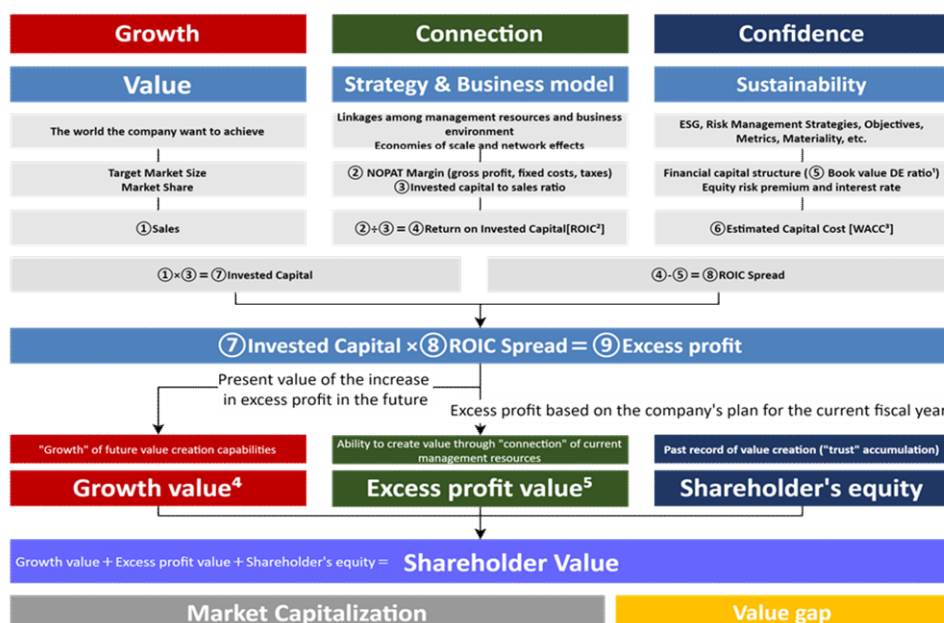 Growth
Connection
Confidence
Value
Strategy & Business model
Sustainability
The world the company want to achieve
Linkages among management resources and business
environment
Economies of scale and network effects
ESG, Risk Management Strategies, Objectives,
Metrics, Materiality, etc.
Target Market Size
Market Share
② NOPAT Margin (gross profit, fixed costs, taxes)
③Invested capital to sales ratio
Financial capital structure (⑤ Book value DE ratio¹)
Equity risk premium and interest rate
①Sales
②÷③=④Return on Invested Capital[ROIC²]
⑥Estimated Capital Cost [WACC³]
①×③=⑦Invested Capital
④-⑤=⑧ROIC Spread
⑦Invested Capital ×⑧ROIC Spread=⑨Excess profit
Present value of the increase
in excess profit in the future
Excess profit based on the company's plan for the current fiscal year
"Growth" of future value creation capabilities
Ability to create value through "connection" of current
management resources
Past record of value creation ("trust" accumulation)
Growth value⁴
Excess profit value⁵
Shareholder's equity
Growth value+Excess profit value+Shareholder's equity= Shareholder Value
Market Capitalization
Value gap